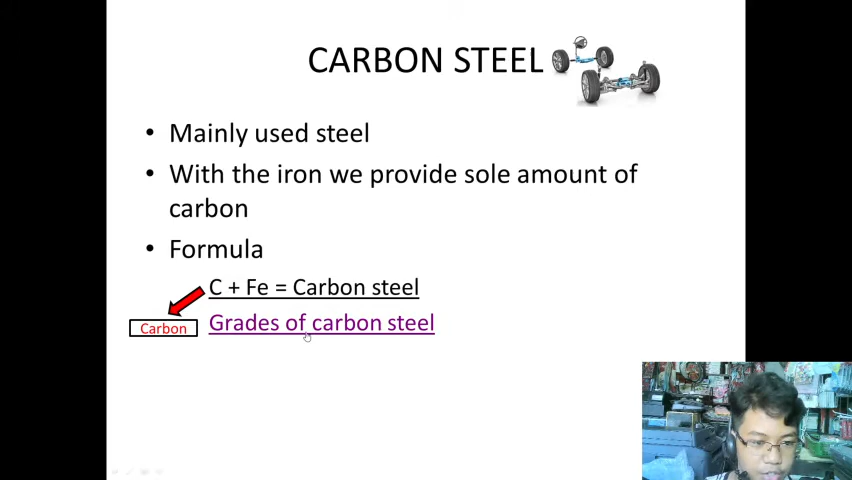 CARBON STEEL
• Mainly used steel
• With the iron we provide sole amount of
carbon
• Formula
C + Fe = Carbon steel
Carbon
Grades of carbon steel